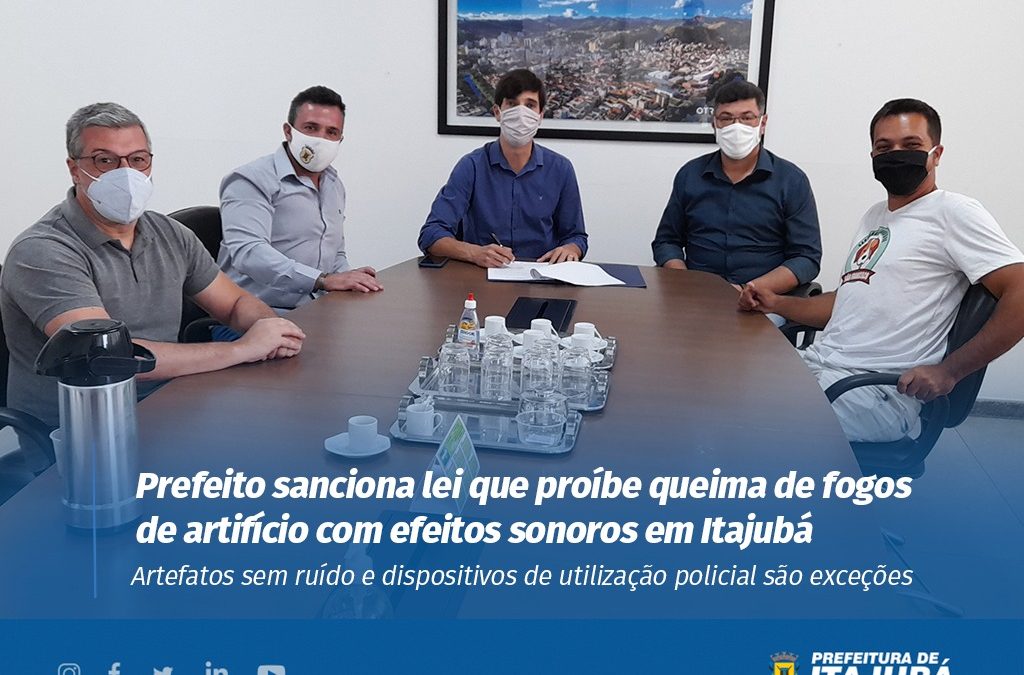 Prefeito sanciona lei que proíbe queima de fogos
de artifício com efeitos sonoros em Itajubá
Artefatos sem ruído e dispositivos de utilização policial são exceções
PREFEITURA DE
ITAJUBÁ